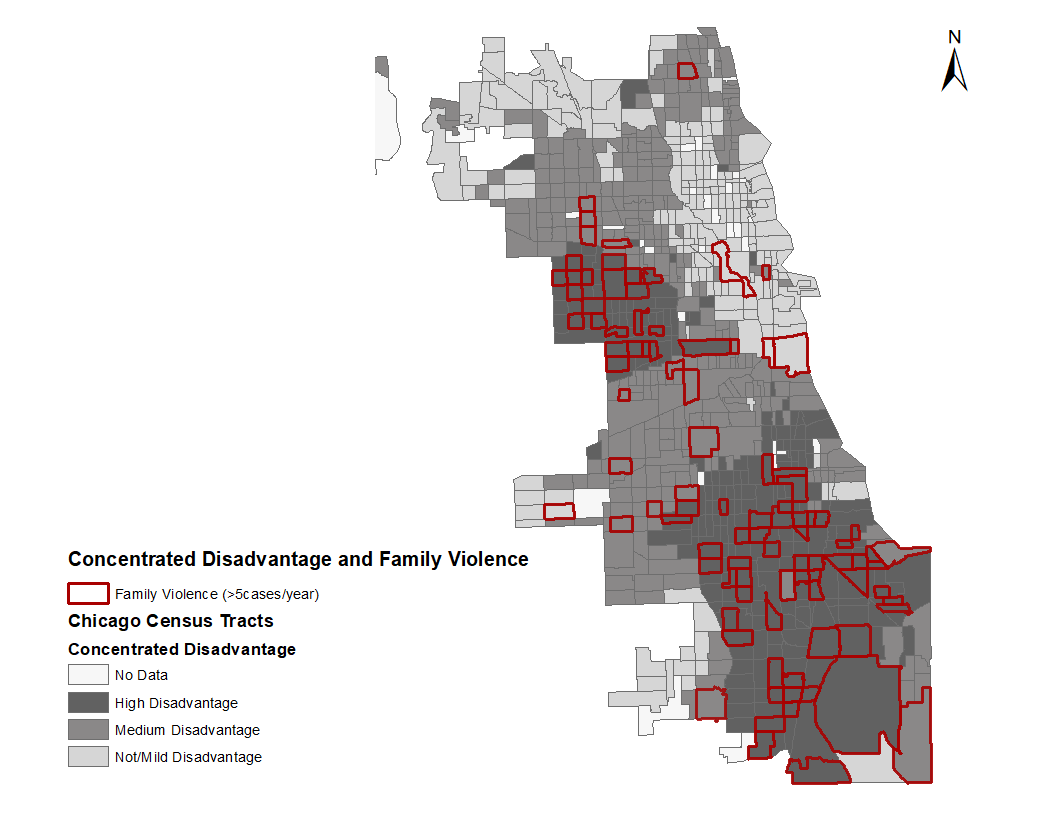 N
Concentrated Disadvantage and Family Violence
Family Violence (>5cases/year)
Chicago Census Tracts
Concentrated Disadvantage
No Data
High Disadvantage
Medium Disadvantage
Not/Mild Disadvantage